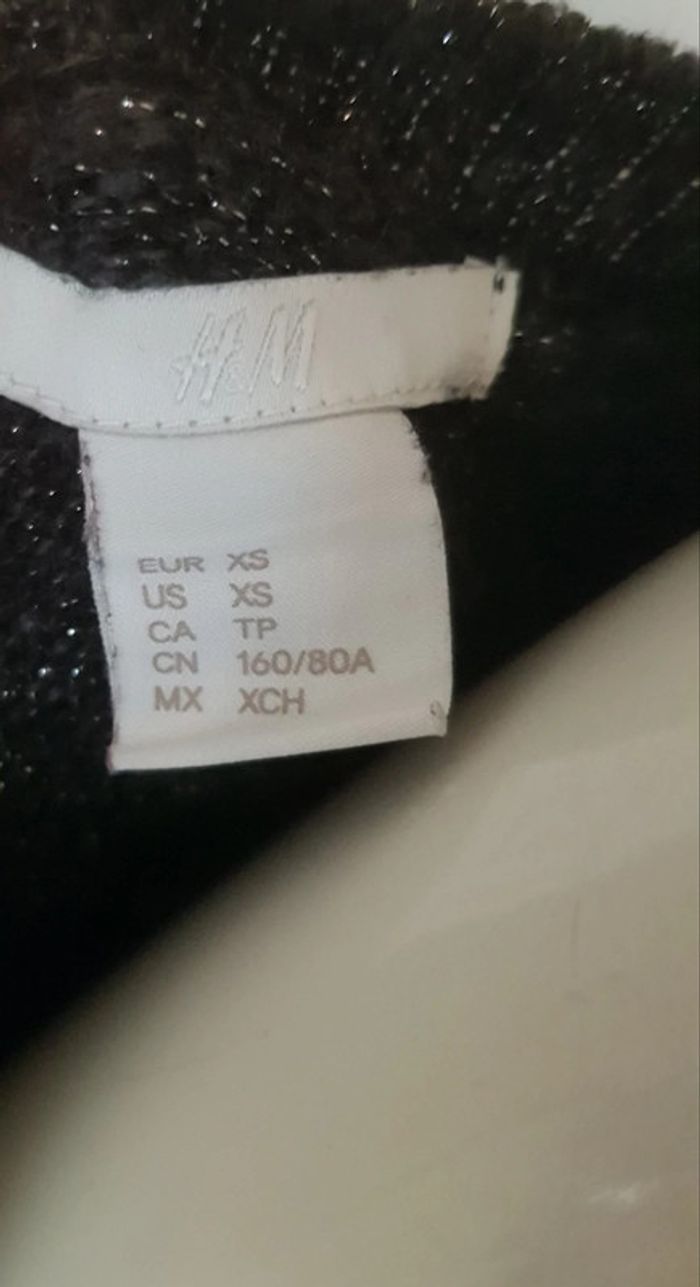 H&M
EUR XS
US XS
CA TP
CN 160/80A
MX XCH